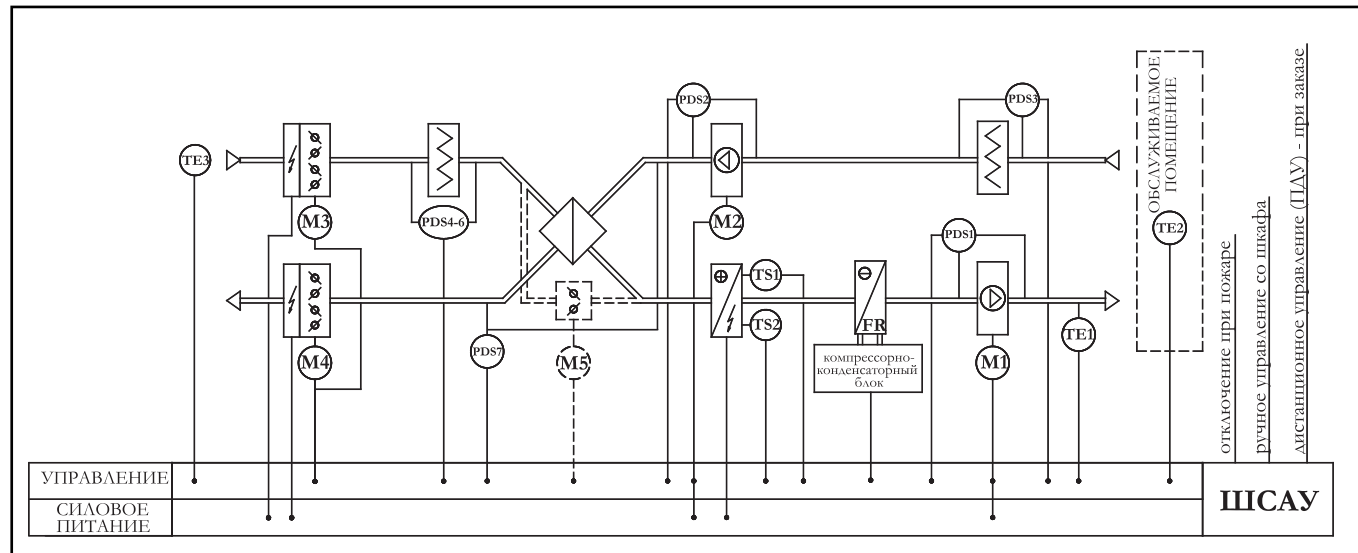 PDS2
PDS3
ОБСЛУЖИВАЕМОЕ
ПОМЕЩЕНИЕ
TE3
M3
PDS4-6
M2
PDS1
TE2
TS1
TS2
FR
TE1
M4
PDS7
M5
компрессорно-
конденсаторный
блок
M1
отключение при пожаре
ручное управление со шкафа
дистанционное управление (ПДУ) - при заказе
УПРАВЛЕНИЕ
СИЛОВОЕ
ПИТАНИЕ
ШСАУ